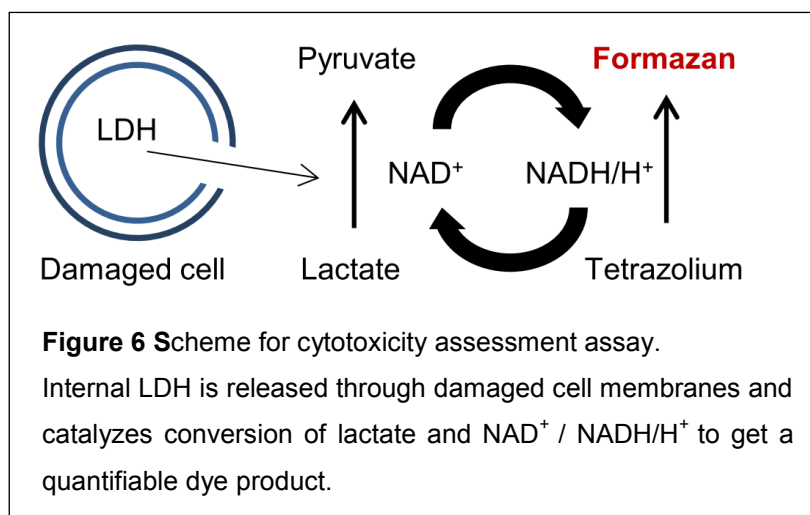 Pyruvate Formazan
LDH
NAD⁺ NADH/H⁺
Damaged cell Lactate Tetrazolium
Figure 6 Scheme for cytotoxicity assessment assay.
Internal LDH is released through damaged cell membranes and
catalyzes conversion of lactate and NAD⁺ / NADH/H⁺ to get a
quantifiable dye product.